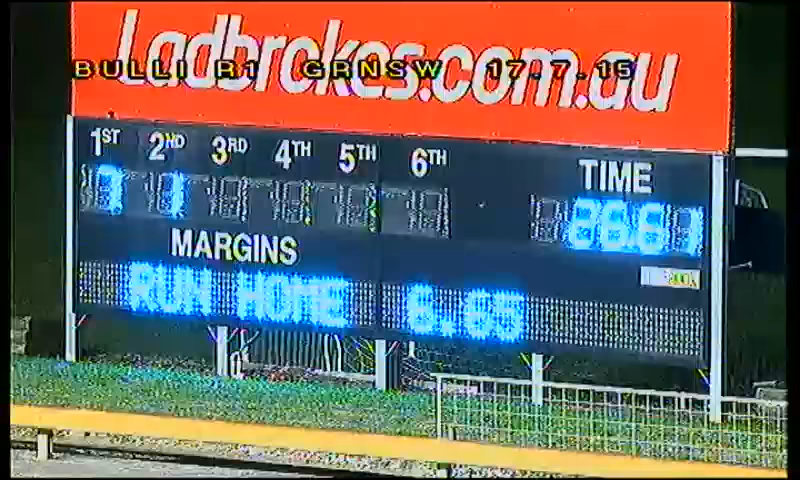 Ladbrokes.com.au
BULLI R1 GRNSW 17.7.15
1ST 2ND 3RD 4TH 5TH 6TH TIME
7 1 26.61
MARGINS
RUN HOME 6.65